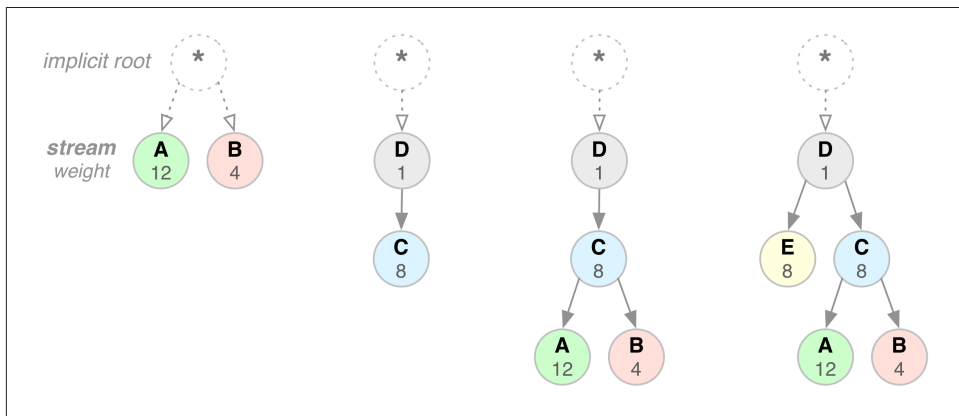 implicit root * * * *
stream A B D D D
weight 12 4 1 1 1
C C E C
8 8 8 8
A B A B
12 4 12 4